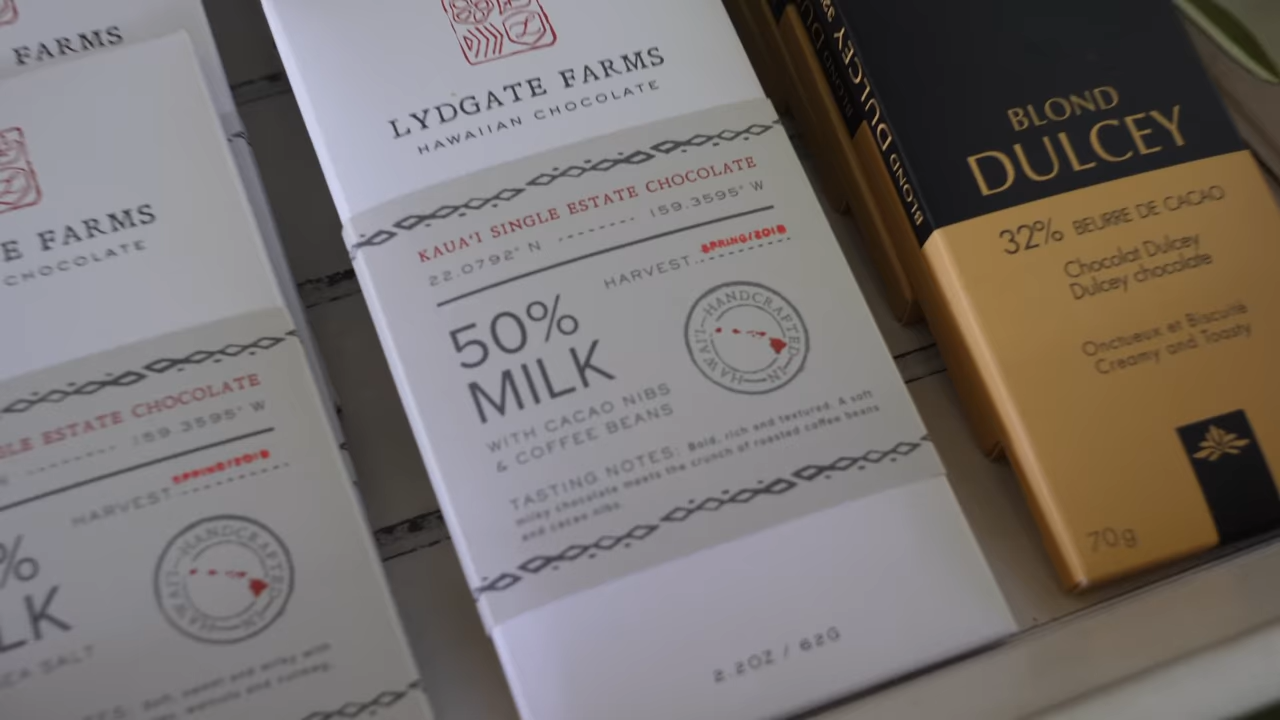 FARMS
E FARMS
CHOCOLATE
LE ESTATE CHOCOLATE
159.3595° W
HARVEST SPRING/2018
%
LK
SEA SALT
HANDCRAFTED IN HAWAI'I
LYDGATE FARMS
HAWAIIAN CHOCOLATE
KAUA'I SINGLE ESTATE CHOCOLATE
22.0792° N -------- 159.3595° W
HARVEST SPRING/2018
50%
MILK
WITH CACAO NIBS
& COFFEE BEANS
HANDCRAFTED IN HAWAI'I
TASTING NOTES: Bold, rich and textured. A soft
milky chocolate meets the crunch of roasted coffee beans
and cacao nibs.
2.2OZ / 62G
BLOND DULCEY
BLOND
DULCEY
32% BEURRE DE CACAO
Chocolat Dulcey
Dulcey chocolate
Onctueux et Biscuité
Creamy and Toasty
70g